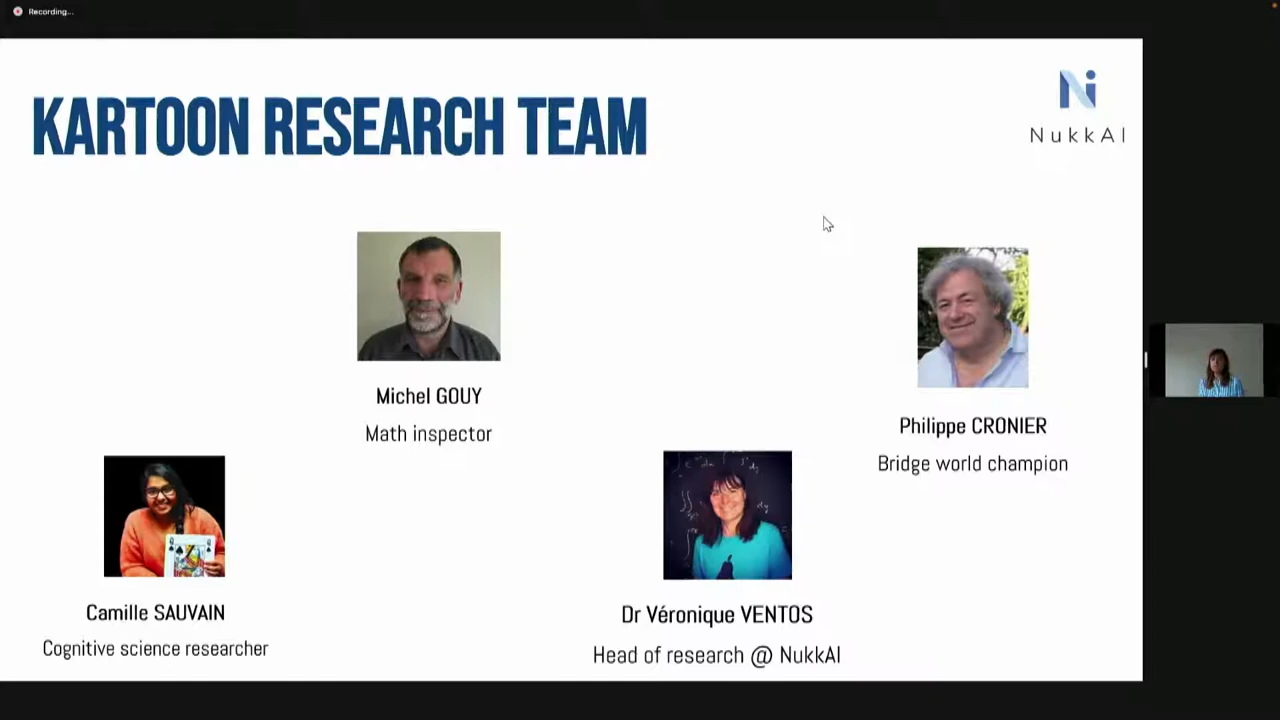 Recording...
KARTOON RESEARCH TEAM
NukkAI
Michel GOUY
Math inspector
Philippe CRONIER
Bridge world champion
Camille SAUVAIN
Cognitive science researcher
Dr Véronique VENTOS
Head of research @ NukkAI